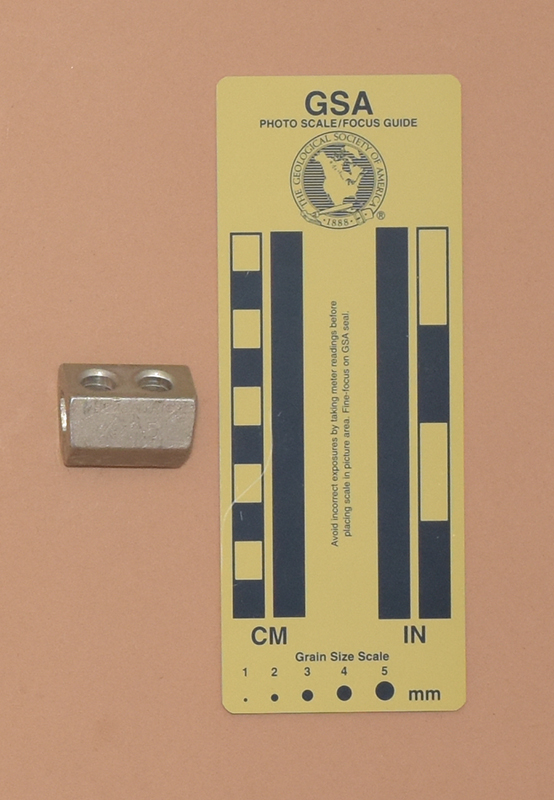 GSA
PHOTO SCALE/FOCUS GUIDE
THE GEOLOGICAL SOCIETY OF AMERICA
·1888·
®
Avoid incorrect exposures by taking meter readings before
placing scale in picture area. Fine-focus on GSA seal.
CM
IN
Grain Size Scale
1 2 3 4 5
mm